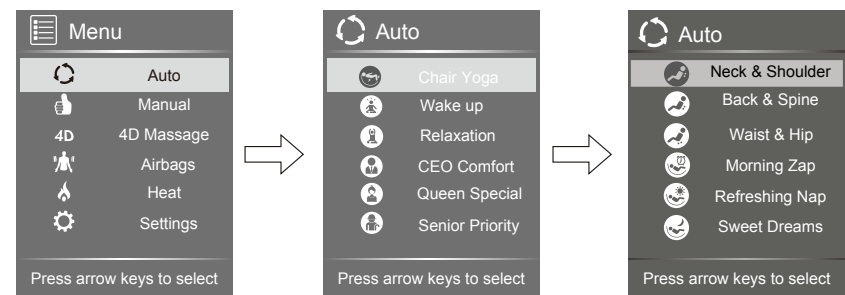 Menu
Auto
Manual
4D 4D Massage
Airbags
Heat
Settings
Press arrow keys to select
Auto
Chair Yoga
Wake up
Relaxation
CEO Comfort
Queen Special
Senior Priority
Press arrow keys to select
Auto
Neck & Shoulder
Back & Spine
Waist & Hip
Morning Zap
Refreshing Nap
Sweet Dreams
Press arrow keys to select